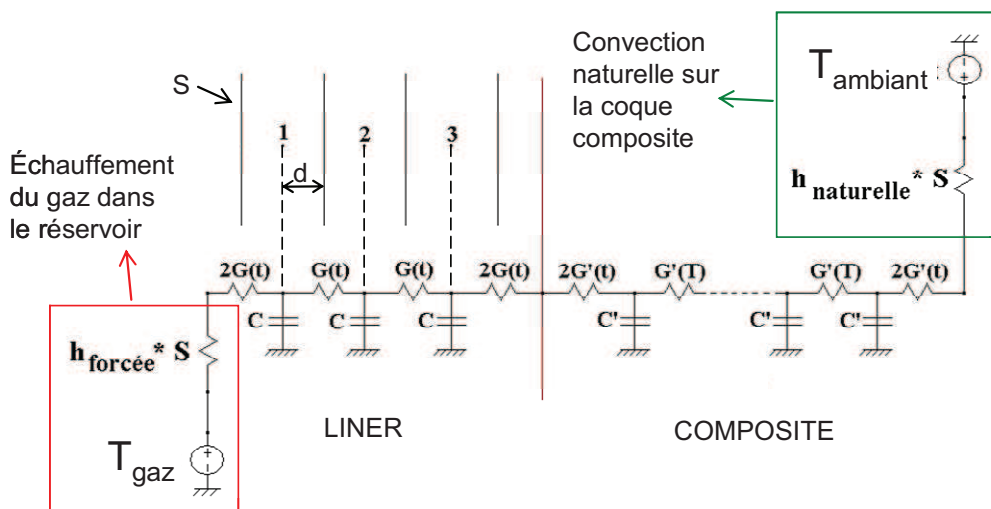 Convection
naturelle sur
la coque
composite
T ambiant
h naturelle * S
S
1
2
3
d
Échauffement
du gaz dans
le réservoir
2G(t)
G(t)
G(t)
2G(t)
2G'(t)
G'(T)
G'(T)
2G'(t)
C
C
C
C'
C'
C'
h forcée * S
T gaz
LINER
COMPOSITE